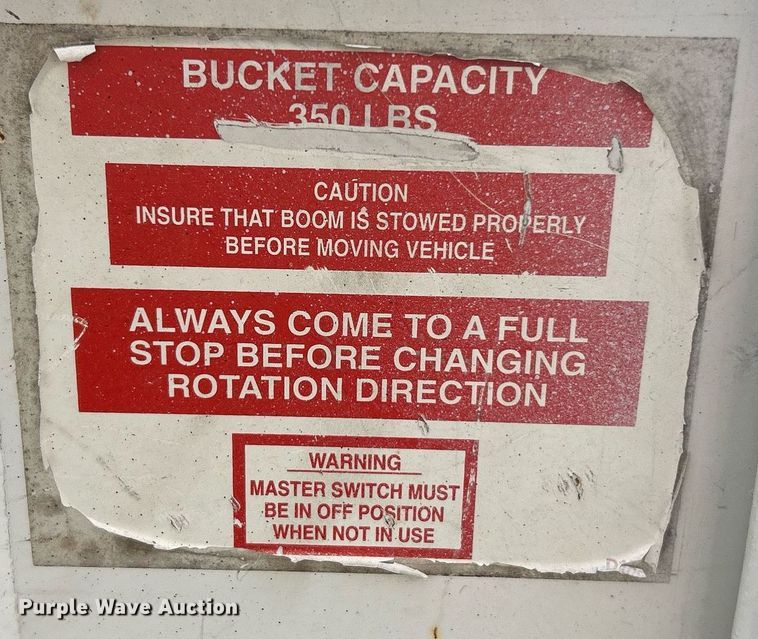 BUCKET CAPACITY
350 LBS
CAUTION
INSURE THAT BOOM IS STOWED PROPERLY
BEFORE MOVING VEHICLE
ALWAYS COME TO A FULL
STOP BEFORE CHANGING
ROTATION DIRECTION
WARNING
MASTER SWITCH MUST
BE IN OFF POSITION
WHEN NOT IN USE
Purple Wave Auction